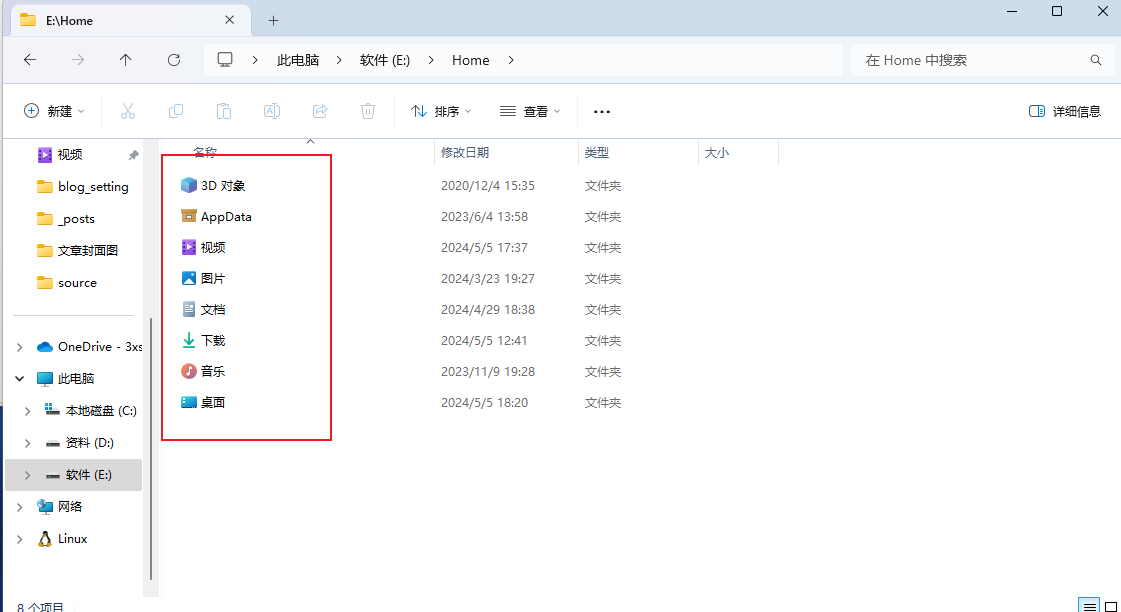 E:\Home
此电脑 软件 (E:) Home 在 Home 中搜索
新建 排序 查看 详细信息
视频
blog_setting
_posts
文章封面图
source
OneDrive - 3xs
此电脑
本地磁盘 (C:)
资料 (D:)
软件 (E:)
网络
Linux
名称 修改日期 类型 大小
3D 对象 2020/12/4 15:35 文件夹
AppData 2023/6/4 13:58 文件夹
视频 2024/5/5 17:37 文件夹
图片 2024/3/23 19:27 文件夹
文档 2024/4/29 18:38 文件夹
下载 2024/5/5 12:41 文件夹
音乐 2023/11/9 19:28 文件夹
桌面 2024/5/5 18:20 文件夹
8 个项目